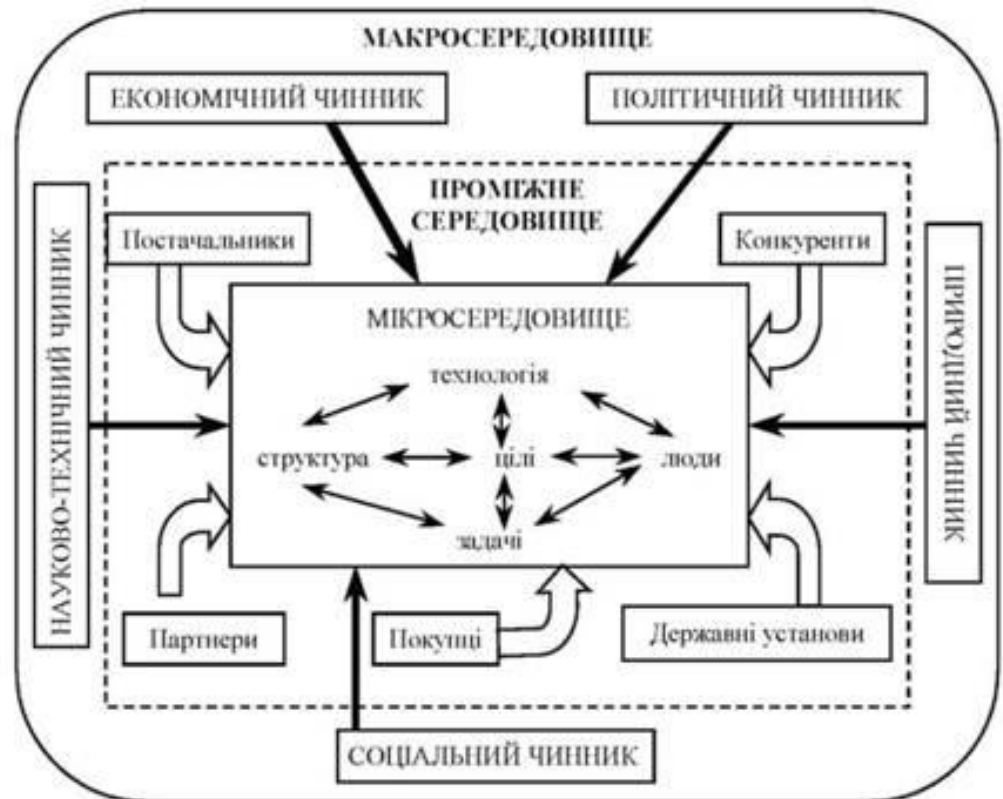 МАКРОСЕРЕДОВИЩЕ
ЕКОНОМІЧНИЙ ЧИННИК
ПОЛІТИЧНИЙ ЧИННИК
ПРОМІЖНЕ
СЕРЕДОВИЩЕ
Постачальники
Конкуренти
НАУКОВО-ТЕХНІЧНИЙ ЧИННИК
ПРИРОДНИЙ ЧИННИК
МІКРОСЕРЕДОВИЩЕ
технологія
структура
цілі
люди
задачі
Партнери
Покупці
Державні установи
СОЦІАЛЬНИЙ ЧИННИК